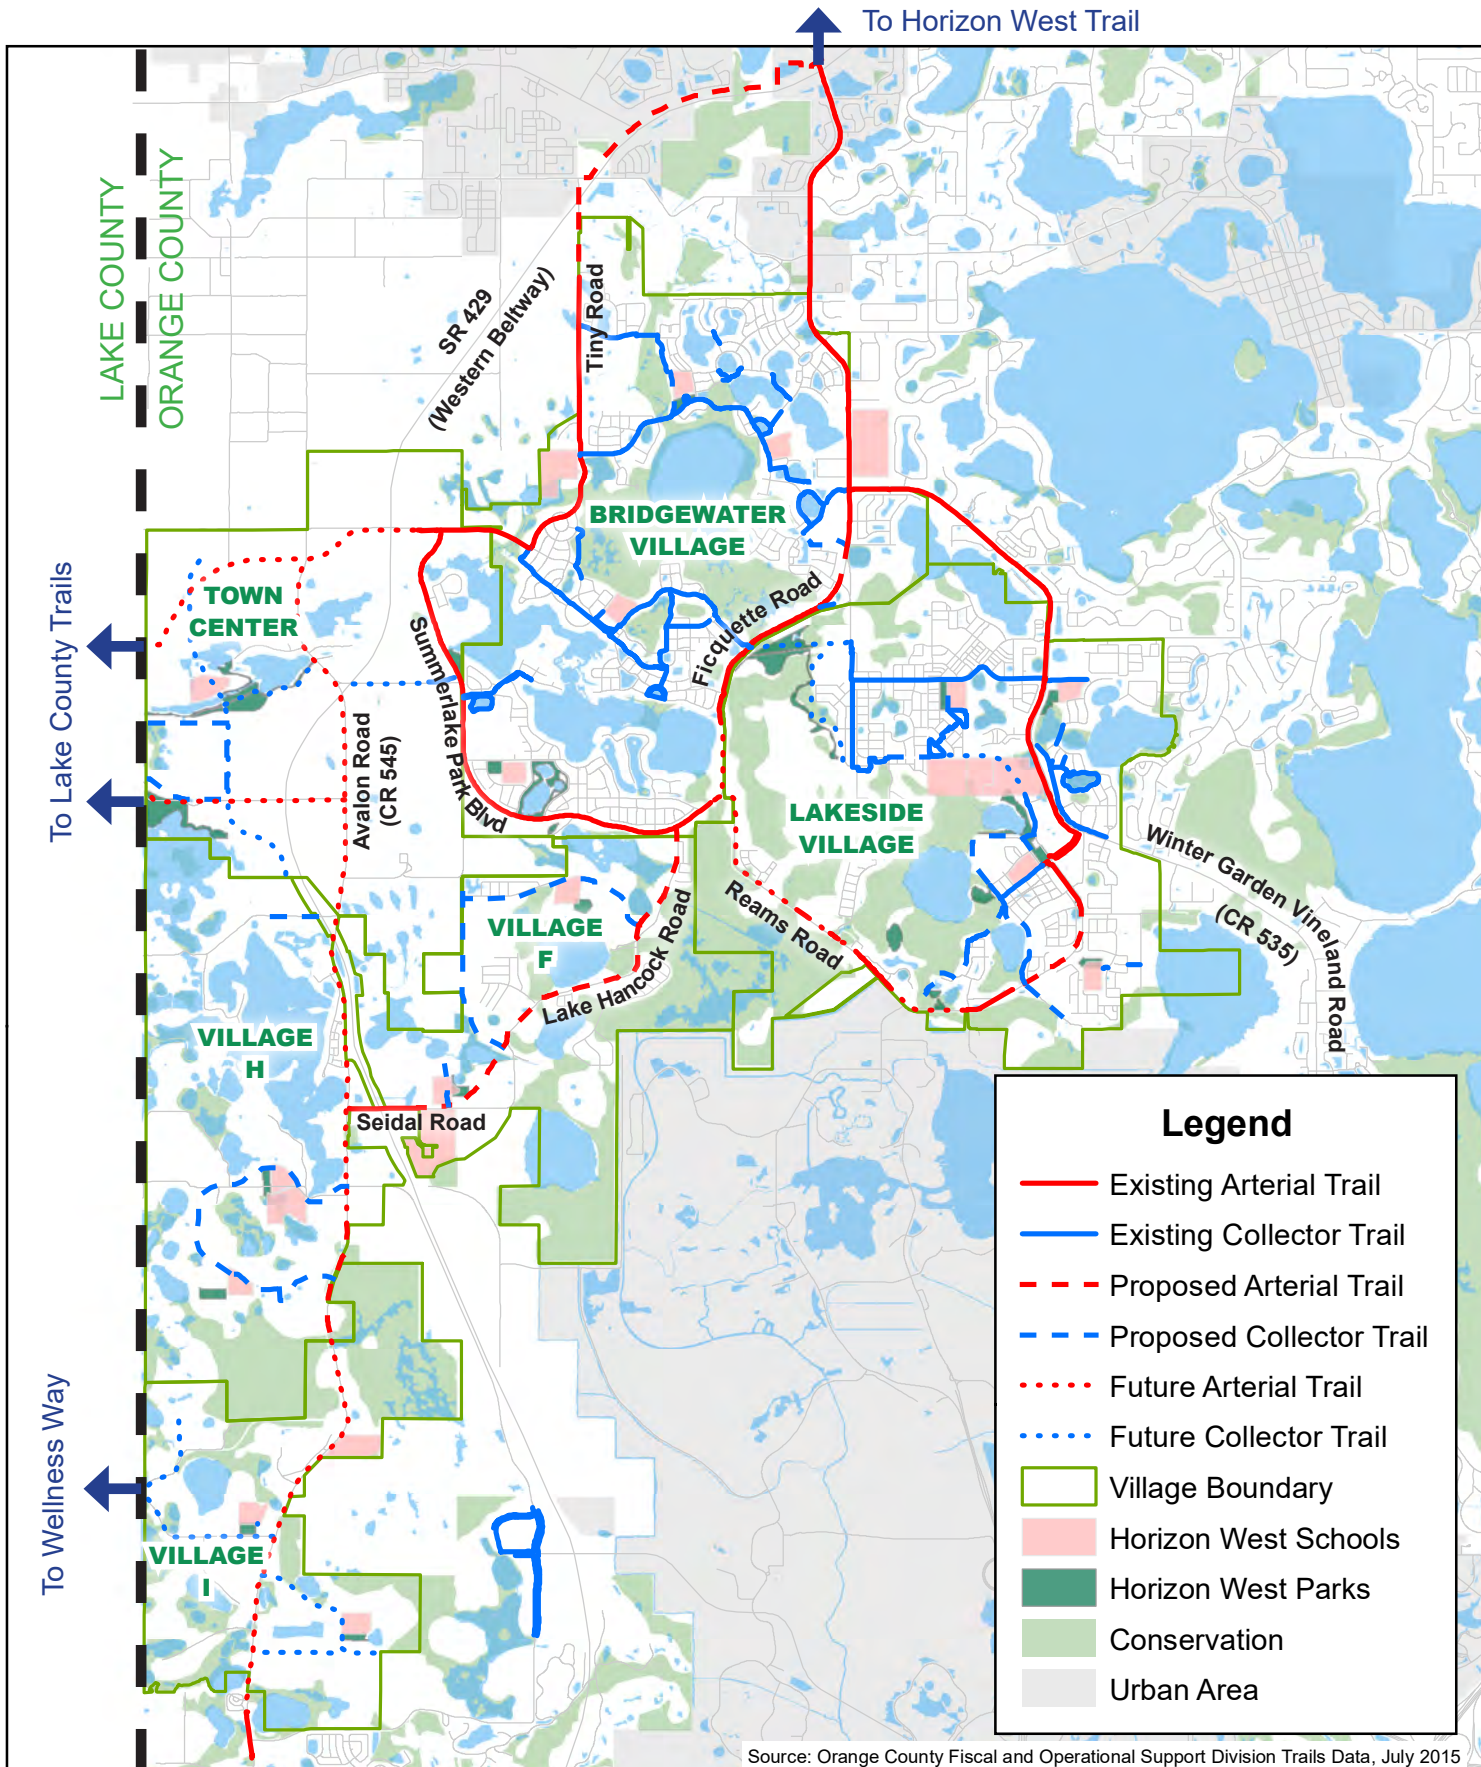 To Horizon West Trail
LAKE COUNTY
ORANGE COUNTY
SR 429
(Western Beltway)
Tiny Road
BRIDGEWATER
VILLAGE
TOWN
CENTER
To Lake County Trails
Summerlake Park Blvd
Ficquette Road
Avalon Road
(CR 545)
LAKESIDE
VILLAGE
Winter Garden Vineland Road
(CR 535)
Reams Road
VILLAGE
F
Lake Hancock Road
VILLAGE
H
Seidal Road
To Wellness Way
VILLAGE
I
Legend
Existing Arterial Trail
Existing Collector Trail
Proposed Arterial Trail
Proposed Collector Trail
Future Arterial Trail
Future Collector Trail
Village Boundary
Horizon West Schools
Horizon West Parks
Conservation
Urban Area
Source: Orange County Fiscal and Operational Support Division Trails Data, July 2015